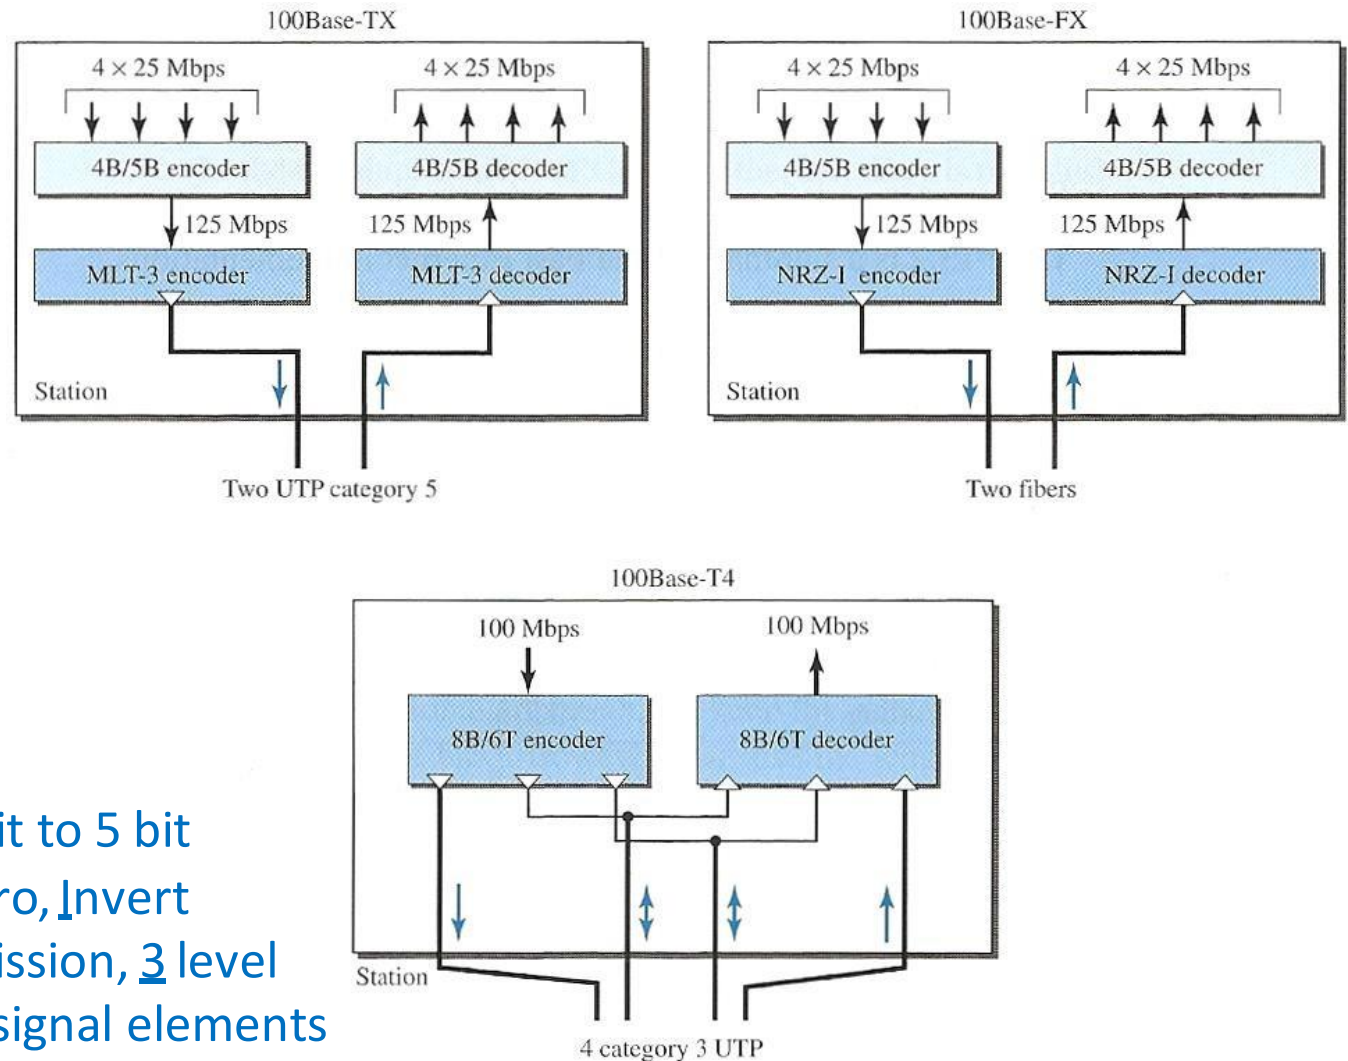 100Base-TX
4 × 25 Mbps
4 × 25 Mbps
4B/5B encoder
4B/5B decoder
125 Mbps
125 Mbps
MLT-3 encoder
MLT-3 decoder
Station
Two UTP category 5
100Base-FX
4 × 25 Mbps
4 × 25 Mbps
4B/5B encoder
4B/5B decoder
125 Mbps
125 Mbps
NRZ-I encoder
NRZ-I decoder
Station
Two fibers
100Base-T4
100 Mbps
100 Mbps
8B/6T encoder
8B/6T decoder
Station
4 category 3 UTP
it to 5 bit
ro, Invert
ission, 3 level
signal elements